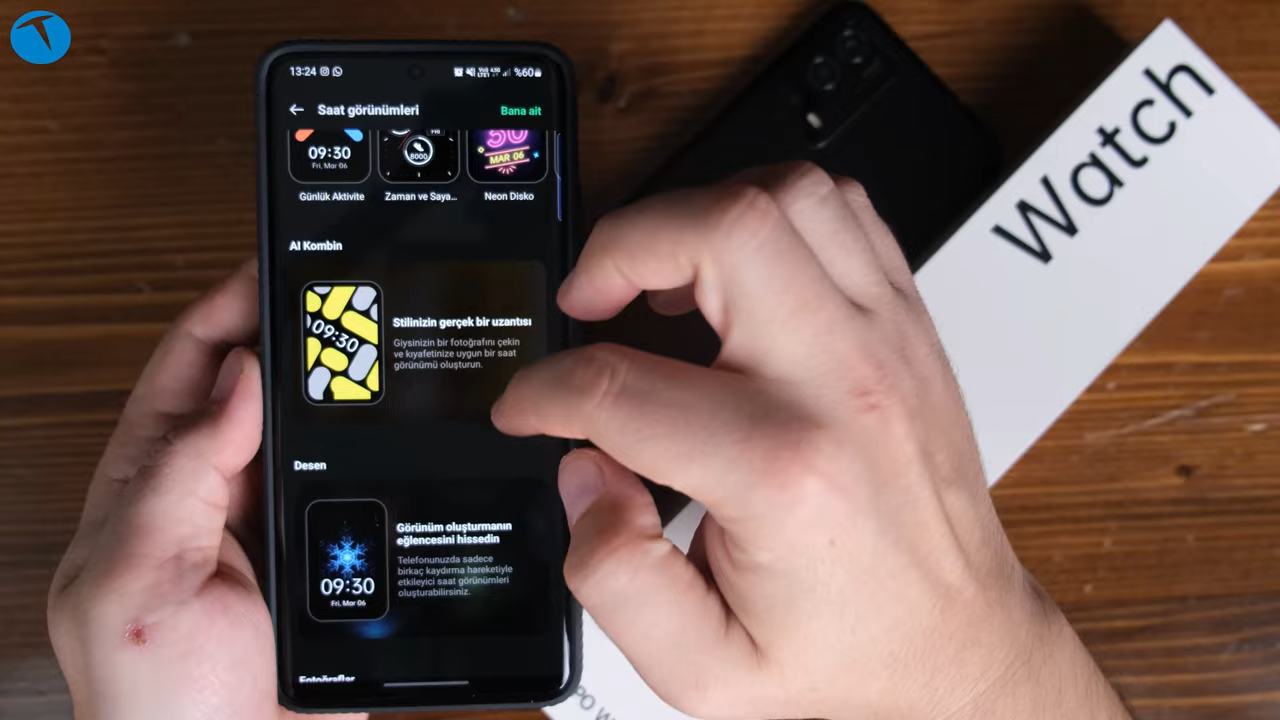 13:24
%60
Saat görünümleri
Bana ait
09:30
Fri, Mar 06
FRI
8000
30
MAR 06
Günlük Aktivite
Zaman ve Saya...
Neon Disko
AI Kombin
09:30
Stilinizin gerçek bir uzantısı
Giysinizin bir fotoğrafını çekin
ve kıyafetinize uygun bir saat
görünümü oluşturun.
Desen
09:30
Fri, Mar 06
Görünüm oluşturmanın
eğlencesini hissedin
Telefonunuzda sadece
birkaç kaydırma hareketiyle
etkileyici saat görünümleri
oluşturabilirsiniz.
Fotoğraflar
Watch